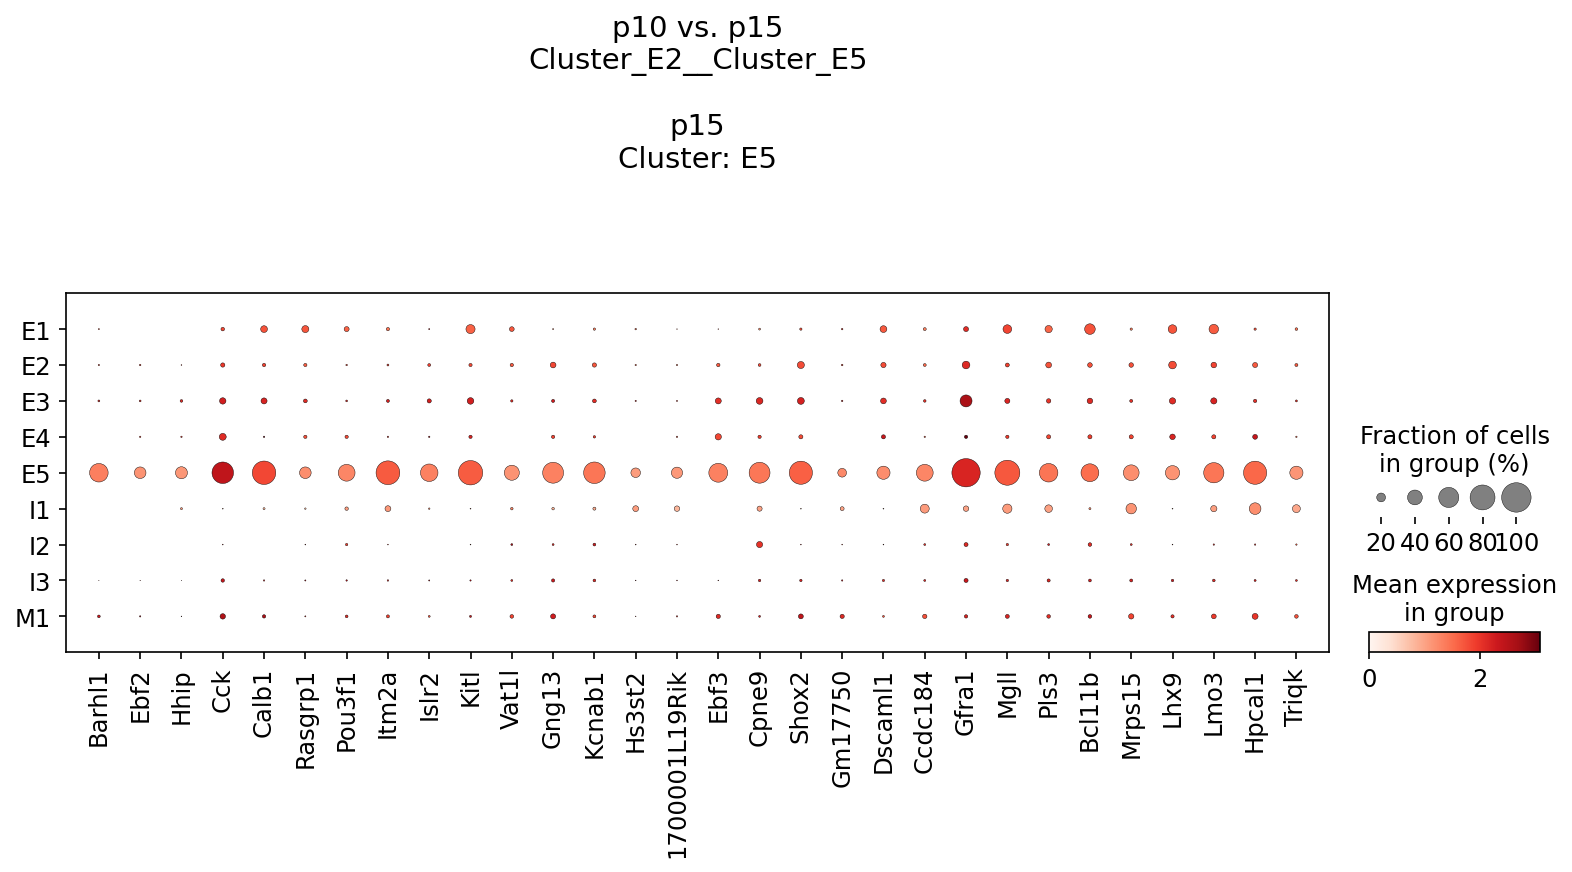 p10 vs. p15
Cluster_E2__Cluster_E5
p15
Cluster: E5
E1
E2
E3
E4
E5
I1
I2
I3
M1
Barhl1
Ebf2
Hhip
Cck
Calb1
Rasgrp1
Pou3f1
Itm2a
Islr2
Kitl
Vat1l
Gng13
Kcnab1
Hs3st2
1700001L19Rik
Ebf3
Cpne9
Shox2
Gm17750
Dscaml1
Ccdc184
Gfra1
Mgll
Pls3
Bcl11b
Mrps15
Lhx9
Lmo3
Hpcal1
Triqk
Fraction of cells
in group (%)
20 40 60 80 100
Mean expression
in group
0 2